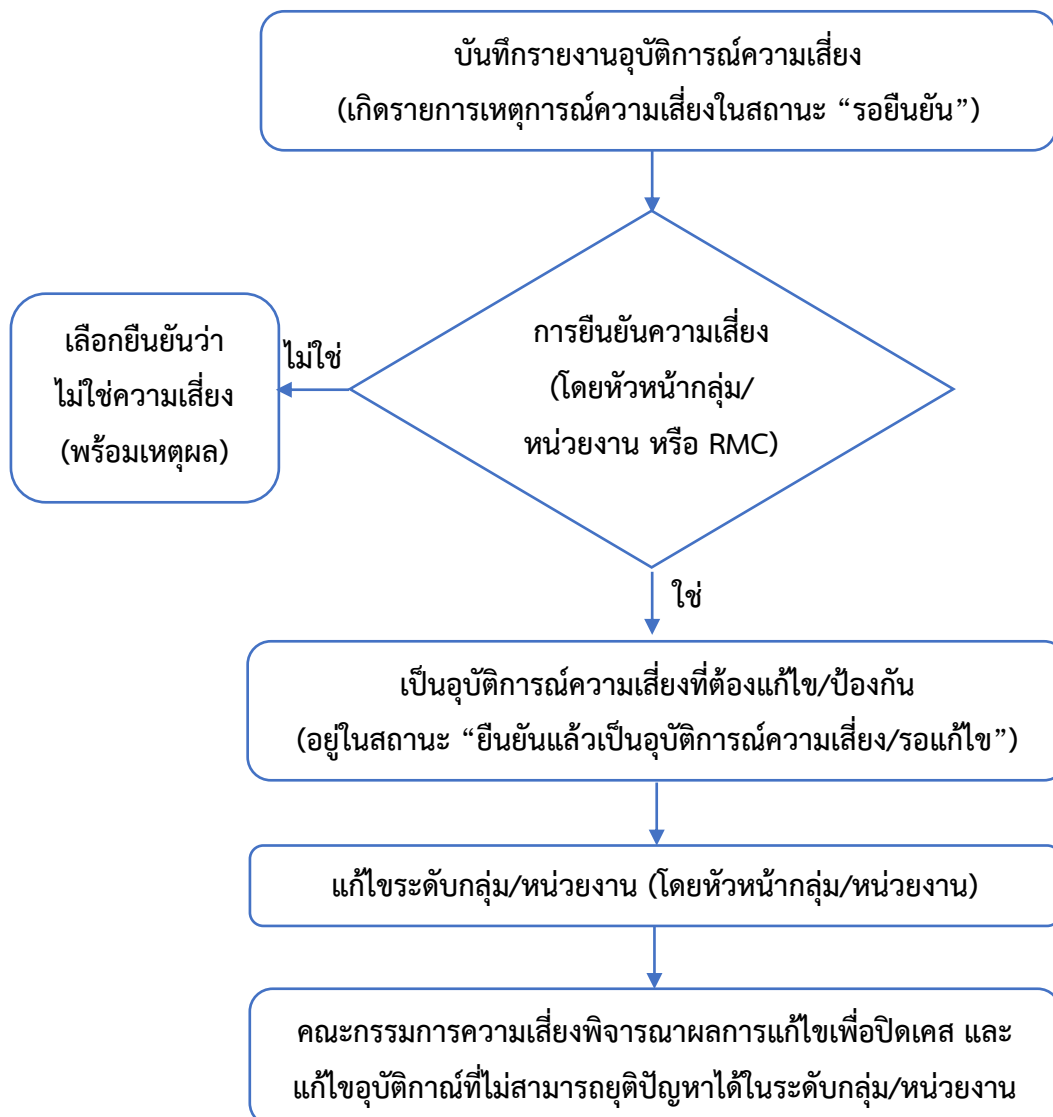 บันทึกรายงานอุบัติการณ์ความเสี่ยง
(เกิดรายการเหตุการณ์ความเสี่ยงในสถานะ “รอยืนยัน”)
การยืนยันความเสี่ยง
(โดยหัวหน้ากลุ่ม/
หน่วยงาน หรือ RMC)
ไม่ใช่
เลือกยืนยันว่า
ไม่ใช่ความเสี่ยง
(พร้อมเหตุผล)
ใช่
เป็นอุบัติการณ์ความเสี่ยงที่ต้องแก้ไข/ป้องกัน
(อยู่ในสถานะ “ยืนยันแล้วเป็นอุบัติการณ์ความเสี่ยง/รอแก้ไข”)
แก้ไขระดับกลุ่ม/หน่วยงาน (โดยหัวหน้ากลุ่ม/หน่วยงาน)
คณะกรรมการความเสี่ยงพิจารณาผลการแก้ไขเพื่อปิดเคส และ
แก้ไขอุบัติกาณ์ที่ไม่สามารถยุติปัญหาได้ในระดับกลุ่ม/หน่วยงาน